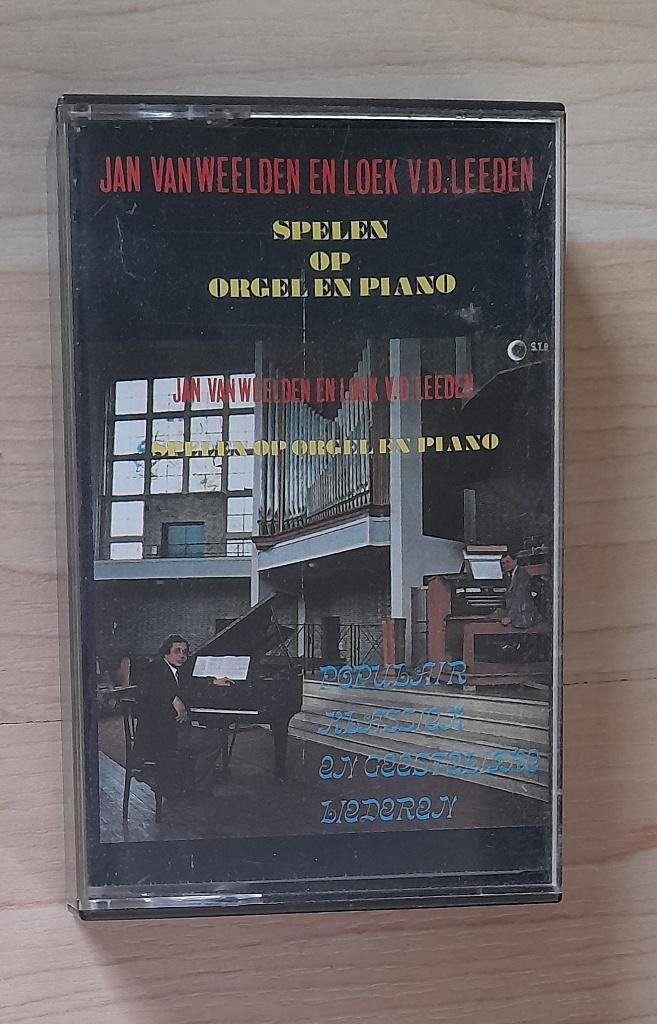 JAN VAN WEELDEN EN LOEK V.D.LEEDEN
SPELEN
OP
ORGEL EN PIANO
JAN VAN WEELDEN EN LOEK V.D.LEEDEN
SPELEN OP ORGEL EN PIANO
POPULAIR
KLASSIEK
EN GEESTELIJKE
LIEDEREN